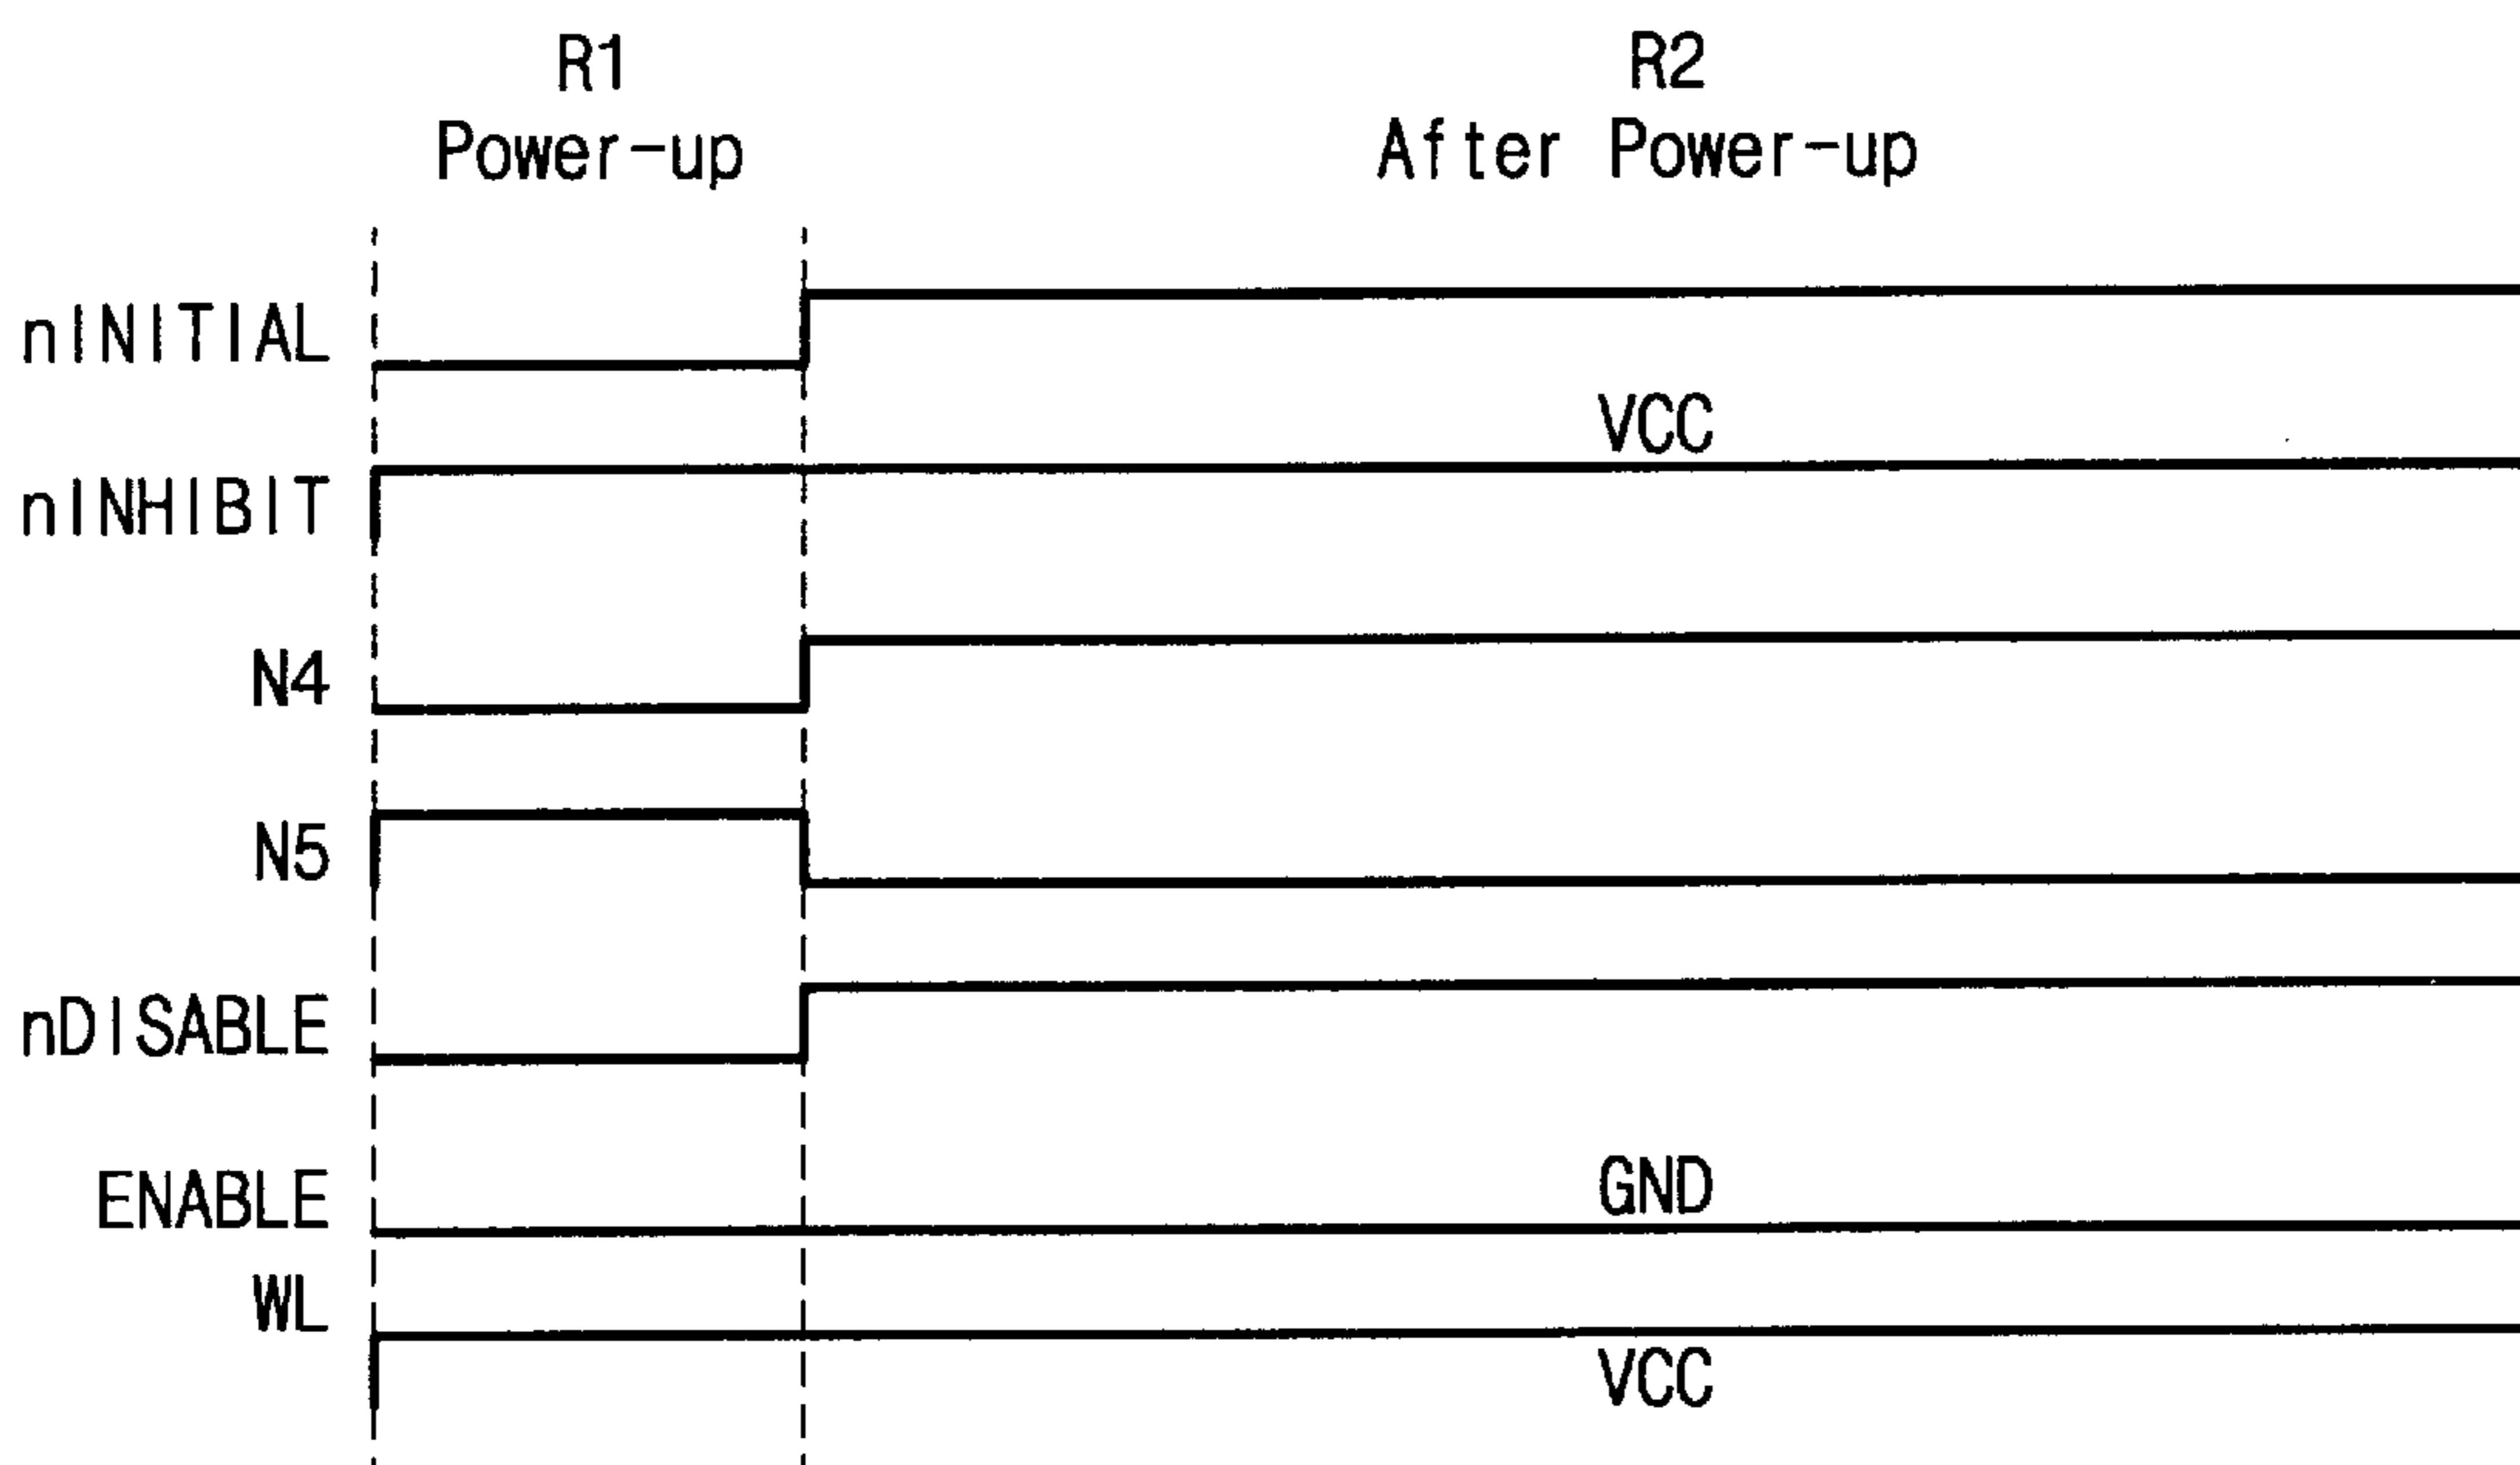 R1
Power-up
R2
After Power-up
nINITIAL
VCC
nINHIBIT
N4
N5
nDISABLE
GND
ENABLE
WL
VCC